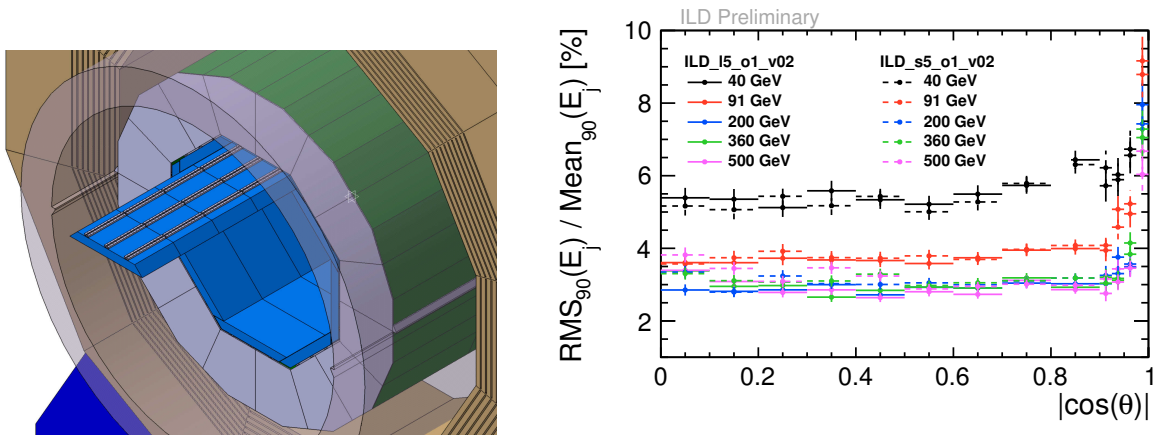 ILD Preliminary
RMS90(Ej) / Mean90(Ej) [%]
10
8
6
4
2
ILD_l5_o1_v02
40 GeV
91 GeV
200 GeV
360 GeV
500 GeV
ILD_s5_o1_v02
40 GeV
91 GeV
200 GeV
360 GeV
500 GeV
0 0.2 0.4 0.6 0.8 1
|cos(θ)|